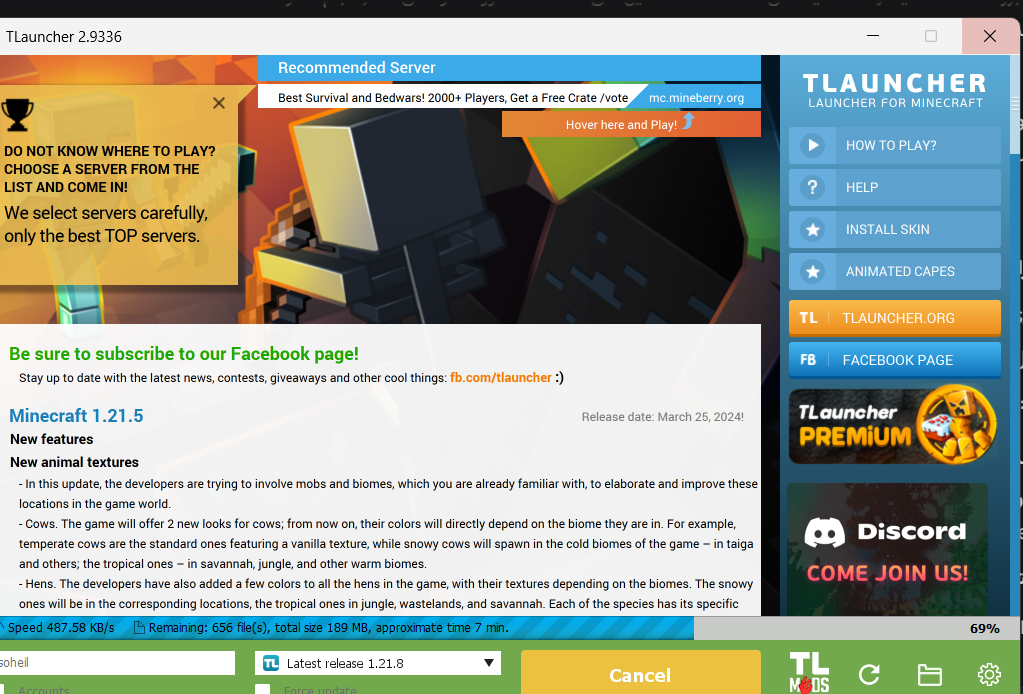 TLauncher 2.9336
Recommended Server
Best Survival and Bedwars! 2000+ Players, Get a Free Crate /vote
mc.mineberry.org
Hover here and Play!
DO NOT KNOW WHERE TO PLAY?
CHOOSE A SERVER FROM THE
LIST AND COME IN!
We select servers carefully,
only the best TOP servers.
TLAUNCHER
LAUNCHER FOR MINECRAFT
HOW TO PLAY?
? HELP
INSTALL SKIN
ANIMATED CAPES
TL TLAUNCHER.ORG
FB FACEBOOK PAGE
TLauncher
PREMIUM
Discord
COME JOIN US!
Be sure to subscribe to our Facebook page!
Stay up to date with the latest news, contests, giveaways and other cool things: fb.com/tlauncher :)
Minecraft 1.21.5
Release date: March 25, 2024!
New features
New animal textures
- In this update, the developers are trying to involve mobs and biomes, which you are already familiar with, to elaborate and improve these
locations in the game world.
- Cows. The game will offer 2 new looks for cows; from now on, their colors will directly depend on the biome they are in. For example,
temperate cows are the standard ones featuring a vanilla texture, while snowy cows will spawn in the cold biomes of the game – in taiga
and others; the tropical ones – in savannah, jungle, and other warm biomes.
- Hens. The developers have also added a few colors to all the hens in the game, with their textures depending on the biomes. The snowy
ones will be in the corresponding locations, the tropical ones in jungle, wastelands, and savannah. Each of the species has its specific
Speed 487.58 KB/s
Remaining: 656 file(s), total size 189 MB, approximate time 7 min.
69%
soheil
TL Latest release 1.21.8
Cancel
TL
MODS
Accounts
Force update